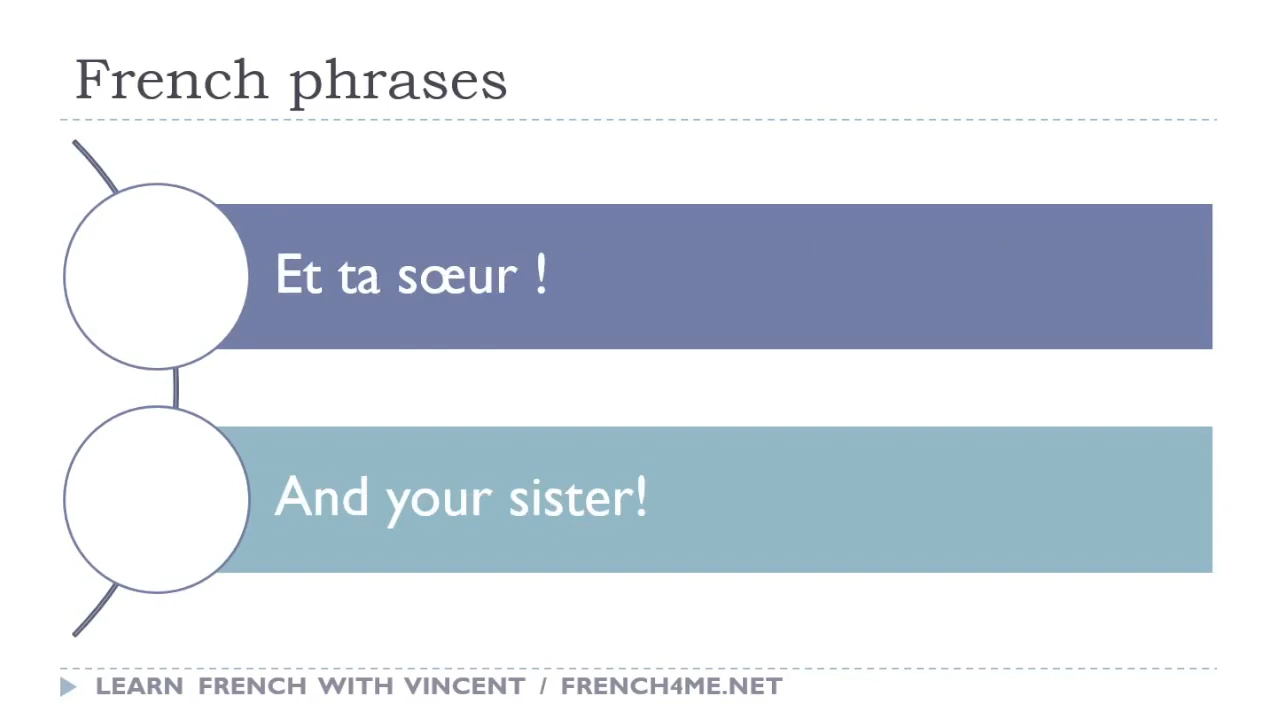 French phrases
Et ta sœur !
And your sister!
LEARN FRENCH WITH VINCENT / FRENCH4ME.NET